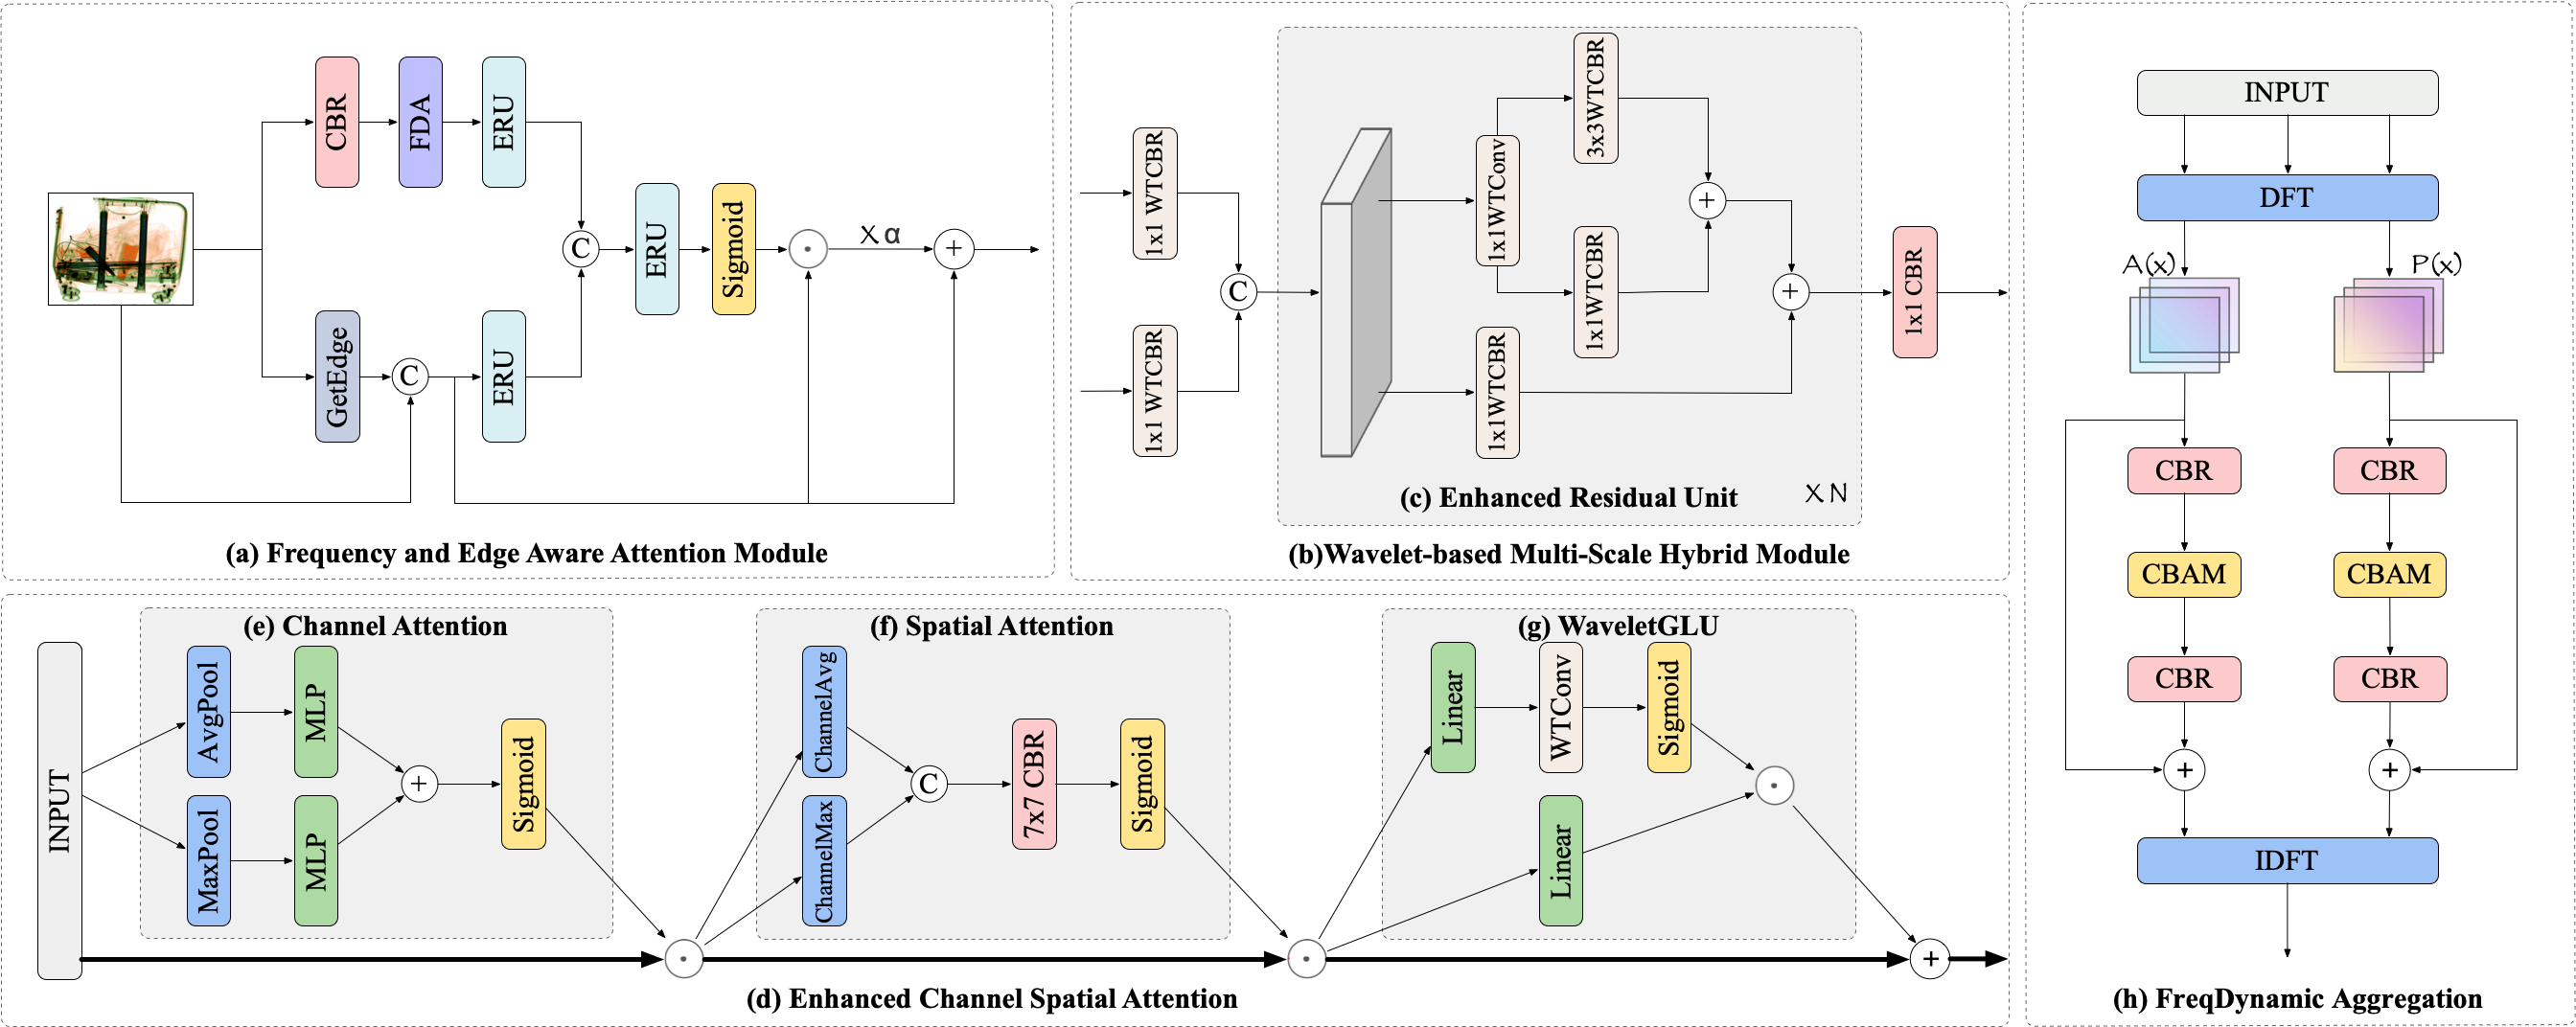 CBR
FDA
ERU
GetEdge
C
ERU
C
ERU
Sigmoid
·
X α
+
(a) Frequency and Edge Aware Attention Module
1x1 WTCBR
1x1 WTCBR
C
1x1WTConv
3x3WTCBR
1x1WTCBR
1x1WTCBR
+
+
1x1 CBR
(c) Enhanced Residual Unit
X N
(b)Wavelet-based Multi-Scale Hybrid Module
INPUT
(e) Channel Attention
AvgPool
MLP
MaxPool
MLP
+
Sigmoid
·
(f) Spatial Attention
ChannelAvg
ChannelMax
C
7x7 CBR
Sigmoid
·
(g) WaveletGLU
Linear
WTConv
Sigmoid
Linear
·
+
(d) Enhanced Channel Spatial Attention
INPUT
DFT
A(x)
P(x)
CBR
CBR
CBAM
CBAM
CBR
CBR
+
+
IDFT
(h) FreqDynamic Aggregation